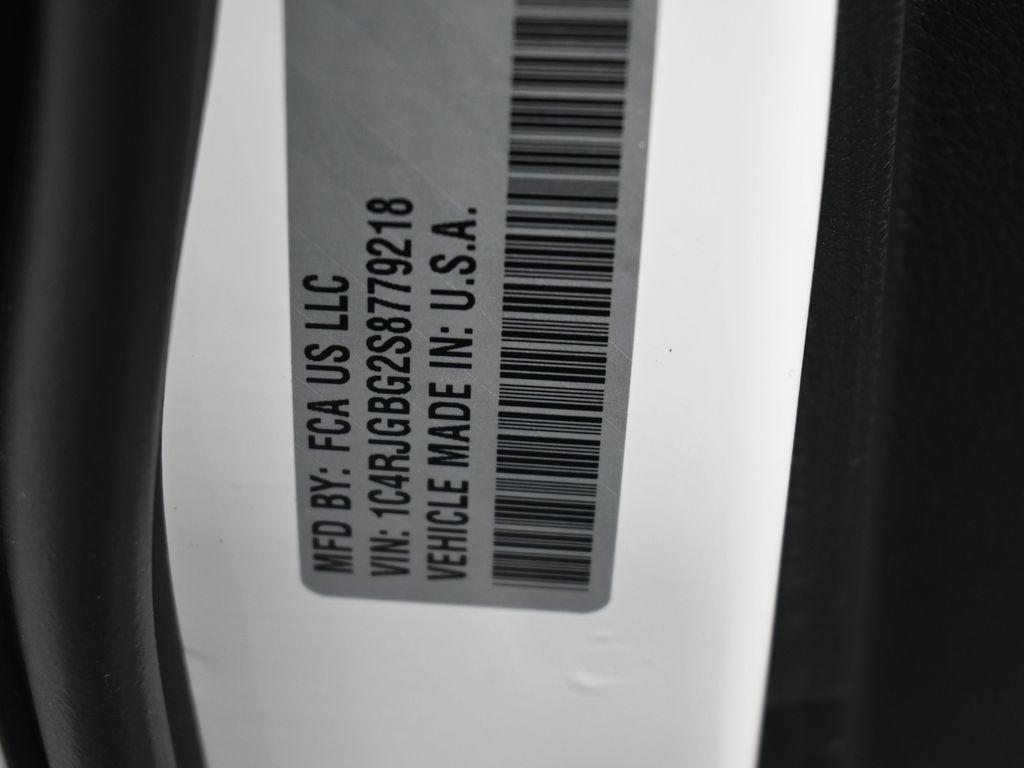 MFD BY: FCA US LLC
VIN: 1C4RJGBG2S8779218
VEHICLE MADE IN: U.S.A.